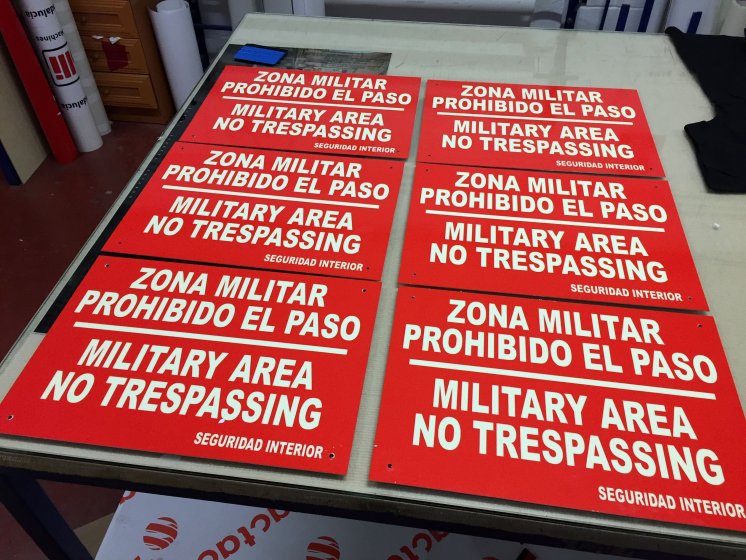 dalucía
machines
ZONA MILITAR
PROHIBIDO EL PASO
MILITARY AREA
NO TRESPASSING
SEGURIDAD INTERIOR
ZONA MILITAR
PROHIBIDO EL PASO
MILITARY AREA
NO TRESPASSING
SEGURIDAD INTERIOR
ZONA MILITAR
PROHIBIDO EL PASO
MILITARY AREA
NO TRESPASSING
SEGURIDAD INTERIOR
ZONA MILITAR
PROHIBIDO EL PASO
MILITARY AREA
NO TRESPASSING
SEGURIDAD INTERIOR
ZONA MILITAR
PROHIBIDO EL PASO
MILITARY AREA
NO TRESPASSING
SEGURIDAD INTERIOR
ZONA MILITAR
PROHIBIDO EL PASO
MILITARY AREA
NO TRESPASSING
SEGURIDAD INTERIOR